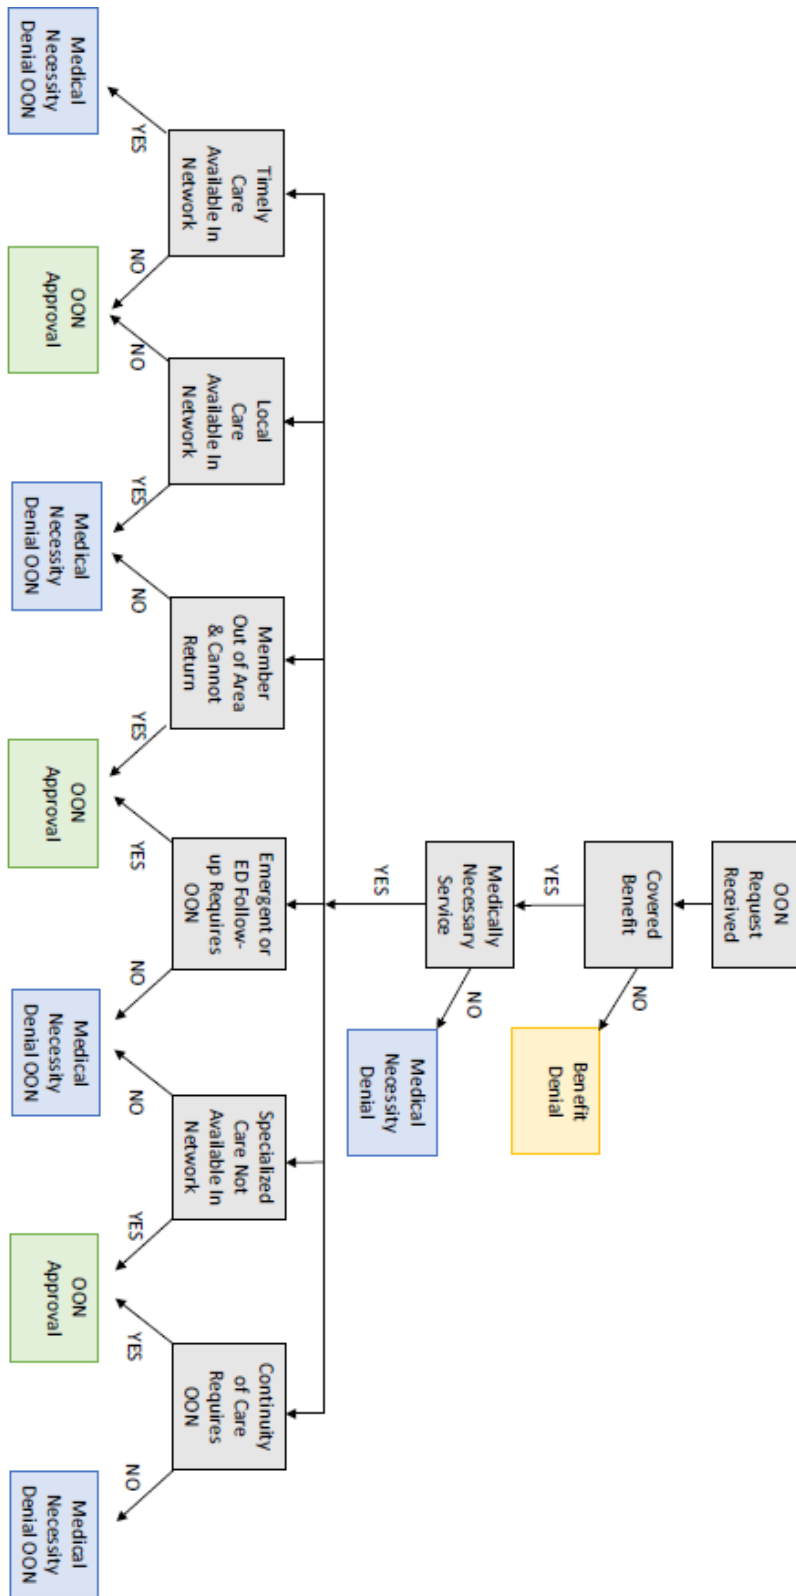 OON
Request
Received
Covered
Benefit
YES
NO
Benefit
Denial
Medically
Necessary
Service
YES
NO
Medical
Necessity
Denial
Timely
Care
Available In
Network
Local
Care
Available In
Network
Member
Out of Area
& Cannot
Return
Emergent or
ED Follow-
up Requires
OON
Specialized
Care Not
Available In
Network
Continuity
of Care
Requires
OON
YES
NO
NO
YES
NO
YES
YES
NO
NO
YES
YES
NO
Medical
Necessity
Denial OON
OON
Approval
Medical
Necessity
Denial OON
OON
Approval
Medical
Necessity
Denial OON
OON
Approval
Medical
Necessity
Denial OON